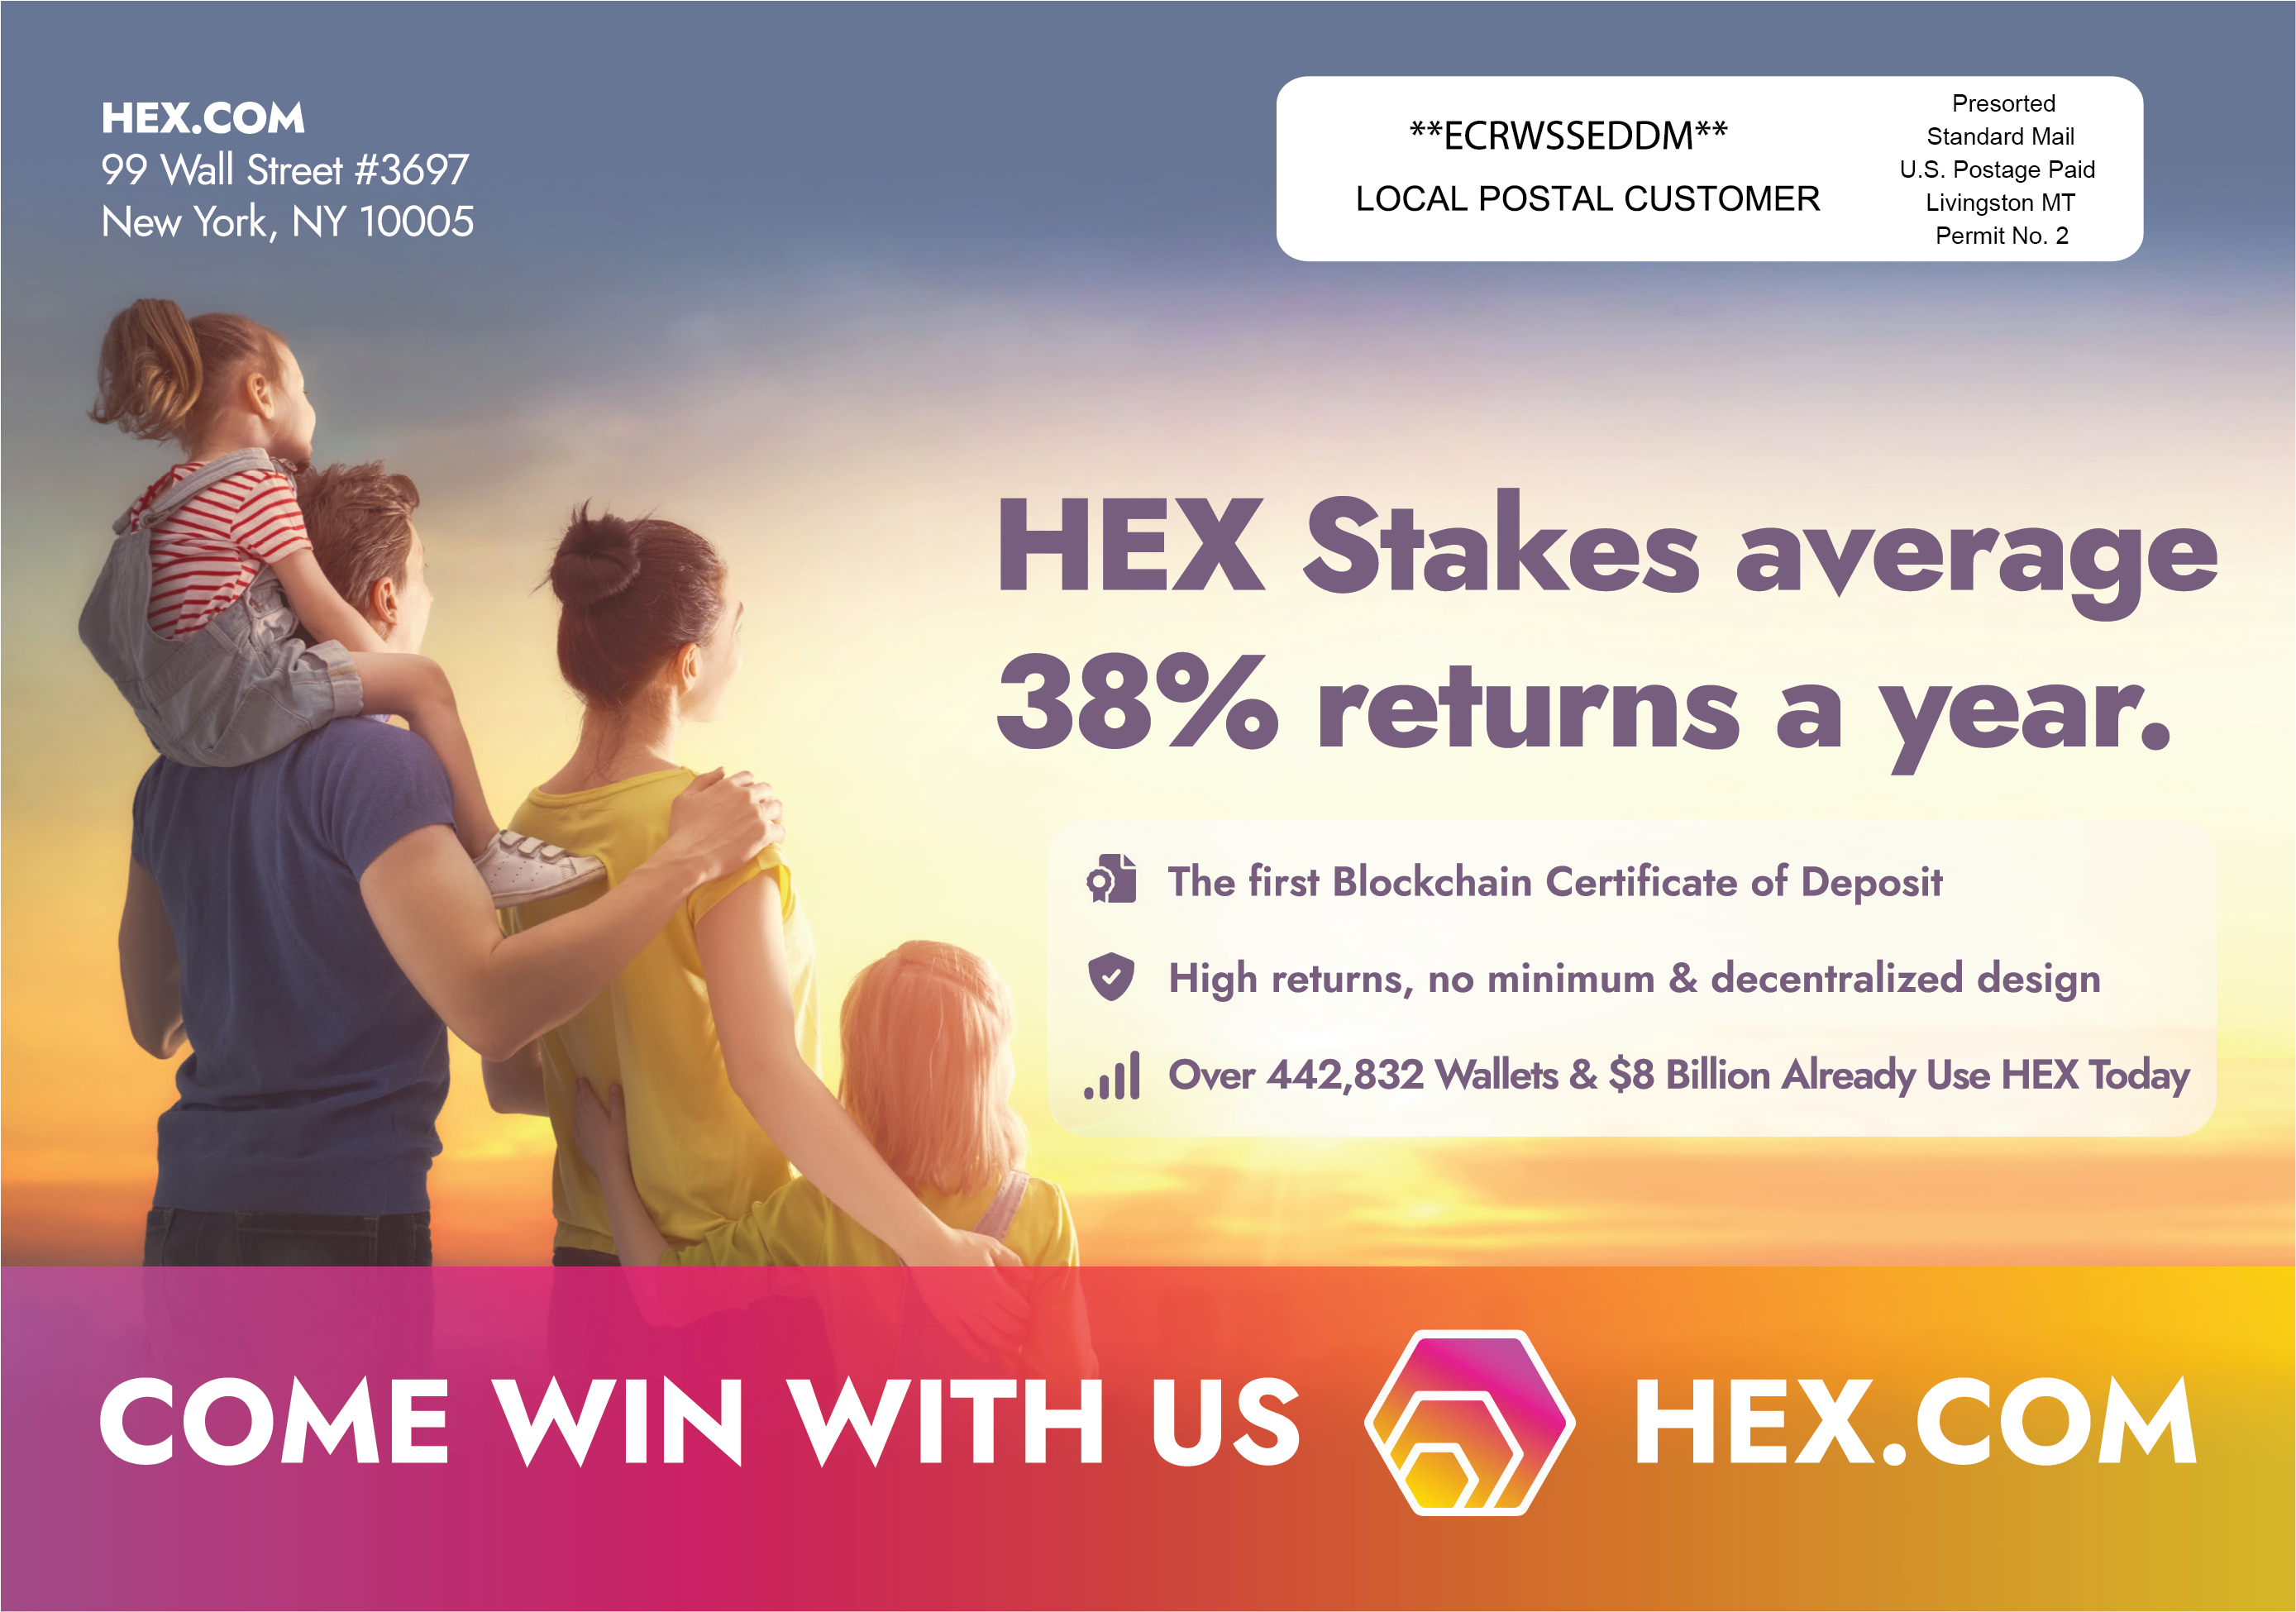 HEX.COM
99 Wall Street #3697
New York, NY 10005
**ECRWSSEDDM**
LOCAL POSTAL CUSTOMER
Presorted
Standard Mail
U.S. Postage Paid
Livingston MT
Permit No. 2
HEX Stakes average
38% returns a year.
The first Blockchain Certificate of Deposit
High returns, no minimum & decentralized design
Over 442,832 Wallets & $8 Billion Already Use HEX Today
COME WIN WITH US
HEX.COM